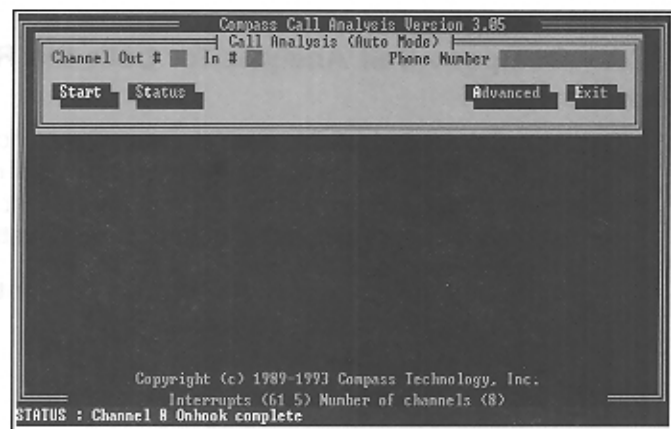 Compass Call Analysis Version 3.05
Call Analysis (Auto Mode)
Channel Out # In # Phone Number
Start Status Advanced Exit
Copyright (c) 1989-1993 Compass Technology, Inc.
Interrupts (61 5) Number of channels (8)
STATUS : Channel 8 Onhook complete